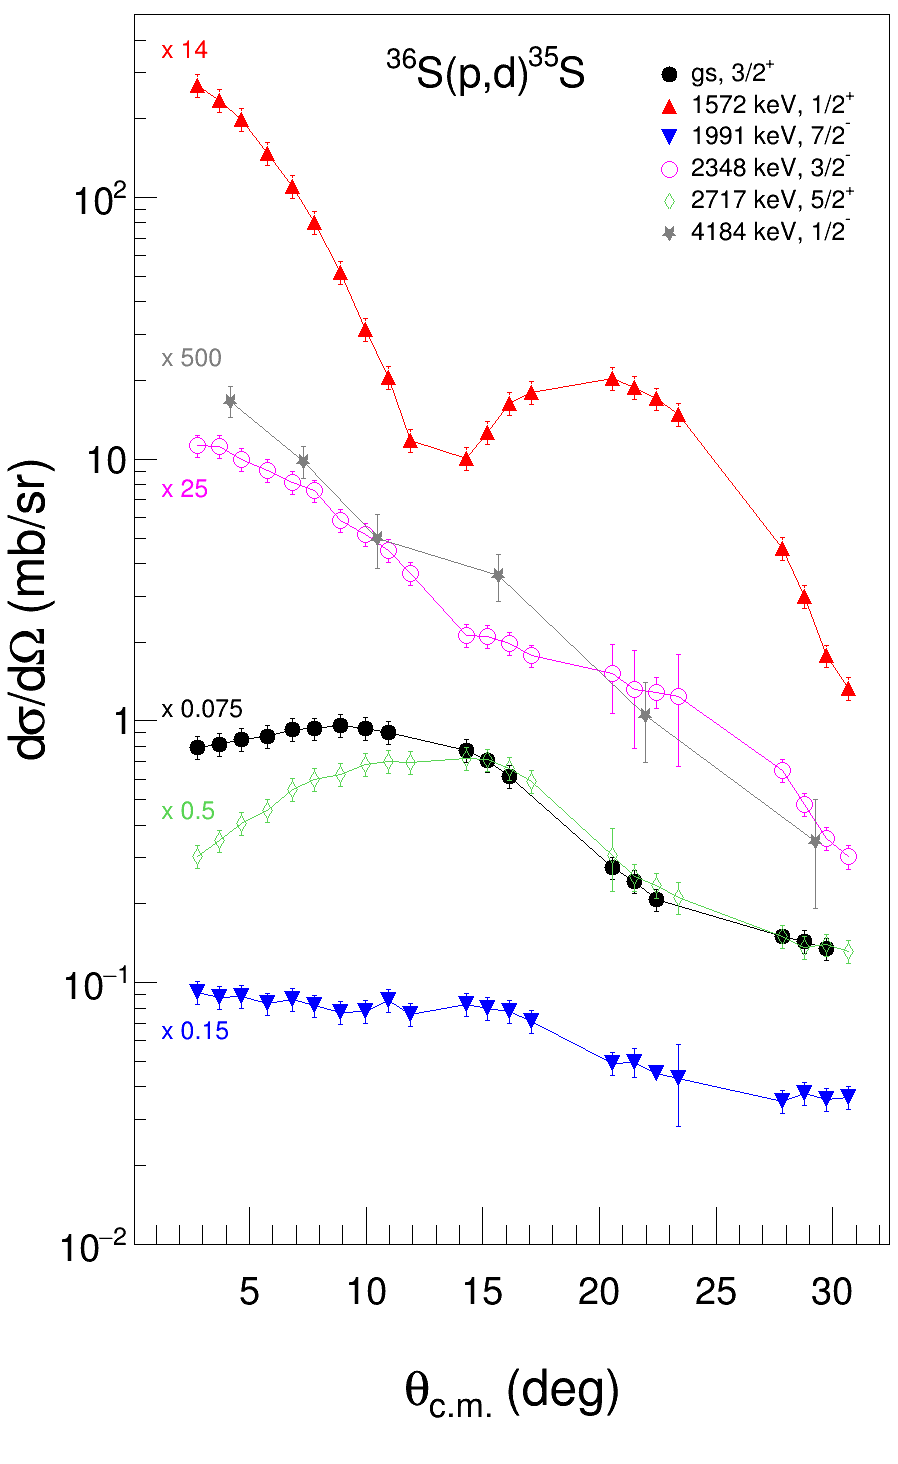 x 14
³⁶S(p,d)³⁵S
gs, 3/2⁺
1572 keV, 1/2⁺
1991 keV, 7/2⁻
2348 keV, 3/2⁻
2717 keV, 5/2⁺
4184 keV, 1/2⁻
10²
x 500
10
x 25
dσ/dΩ (mb/sr)
x 0.075
1
x 0.5
10⁻¹
x 0.15
10⁻²
5 10 15 20 25 30
θc.m. (deg)